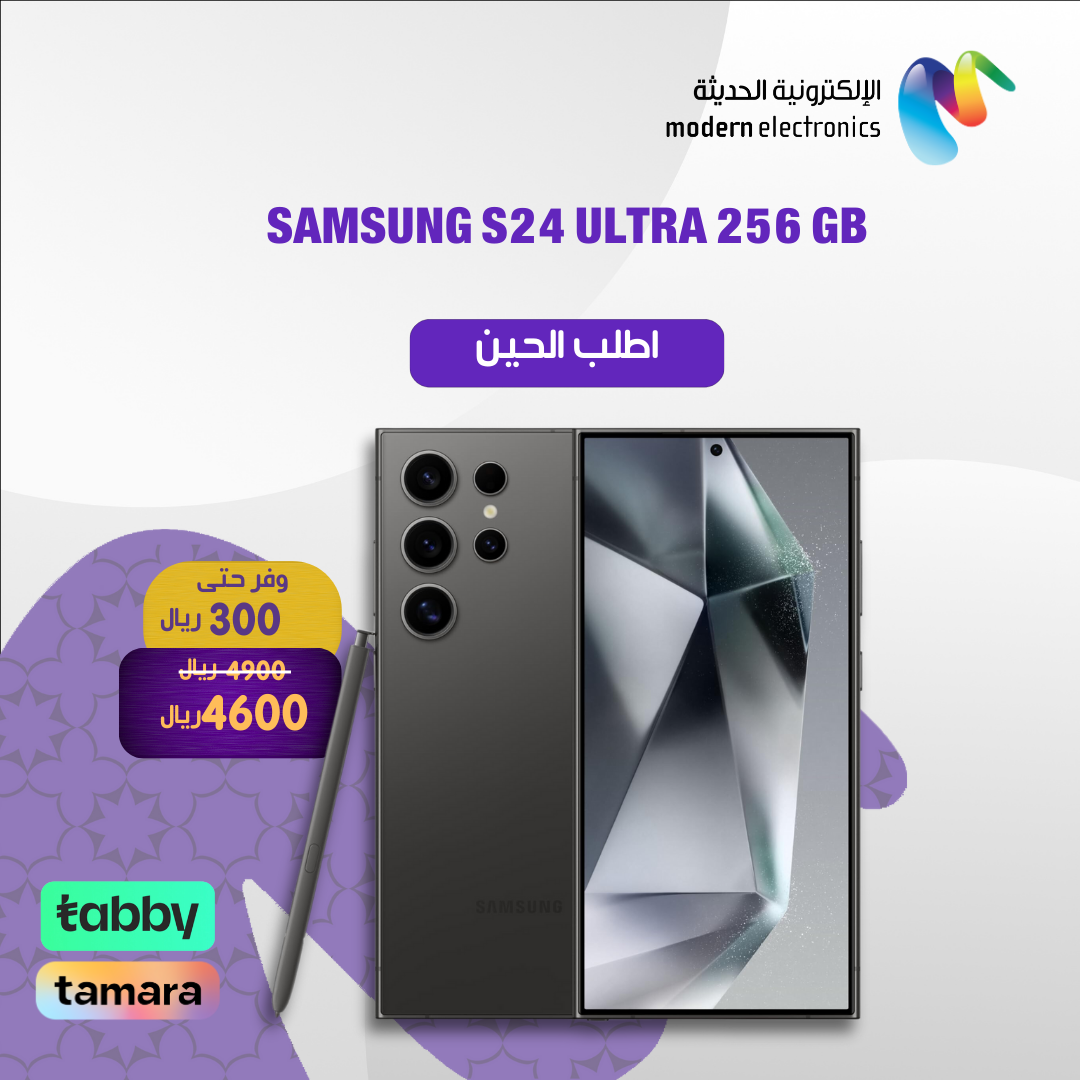 الإلكترونية الحديثة
modern electronics
SAMSUNG S24 ULTRA 256 GB
اطلب الحين
وفر حتى
300 ريال
4900 ريال
4600ريال
SAMSUNG
tabby
tamara